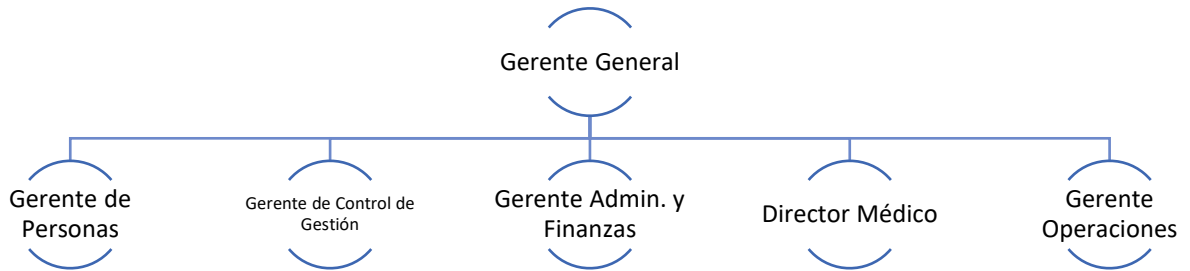 Gerente General
Gerente de
Personas
Gerente de Control de
Gestión
Gerente Admin. y
Finanzas
Director Médico
Gerente
Operaciones